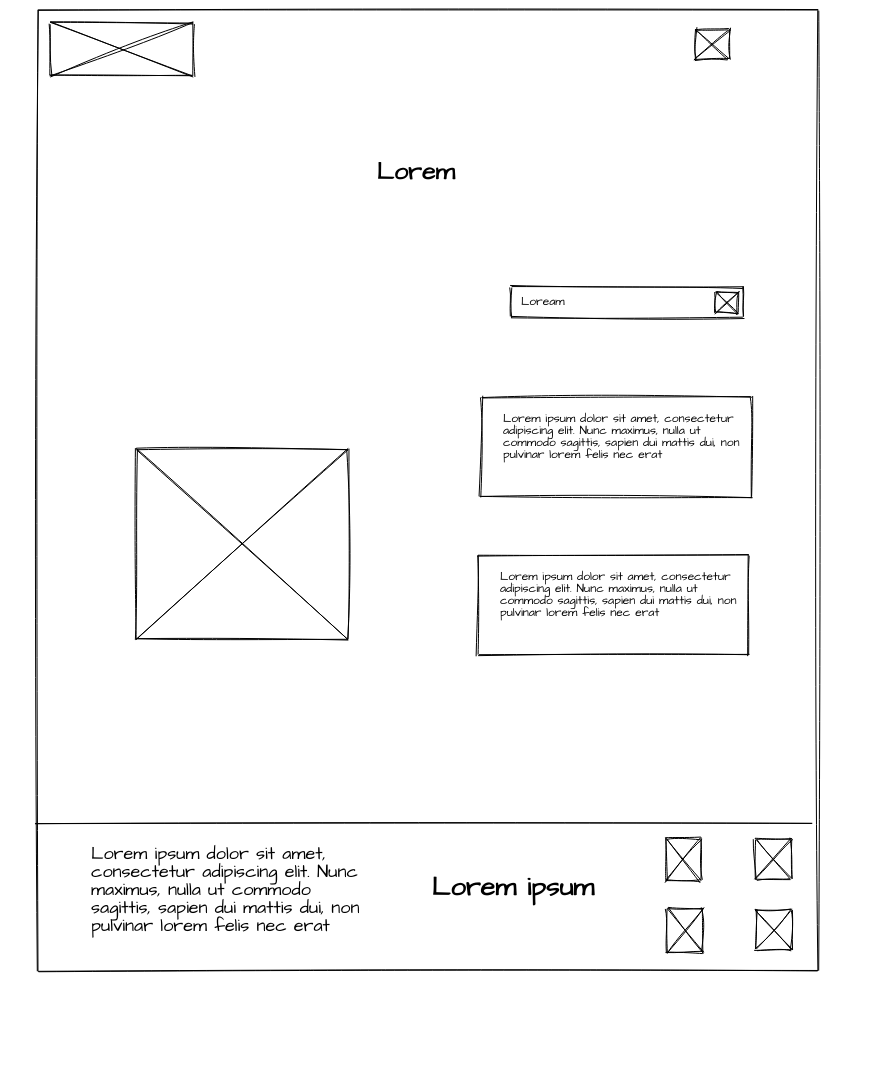 Lorem
Loream
Lorem ipsum dolor sit amet, consectetur
adipiscing elit. Nunc maximus, nulla ut
commodo sagittis, sapien dui mattis dui, non
pulvinar lorem felis nec erat
Lorem ipsum dolor sit amet, consectetur
adipiscing elit. Nunc maximus, nulla ut
commodo sagittis, sapien dui mattis dui, non
pulvinar lorem felis nec erat
Lorem ipsum dolor sit amet,
consectetur adipiscing elit. Nunc
maximus, nulla ut commodo
sagittis, sapien dui mattis dui, non
pulvinar lorem felis nec erat
Lorem ipsum